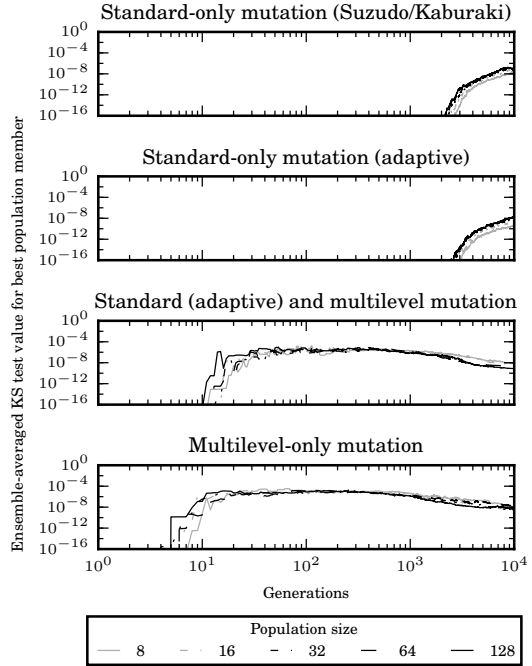 Standard-only mutation (Suzudo/Kaburaki)
10^0
10^-4
10^-8
10^-12
10^-16
Standard-only mutation (adaptive)
10^0
10^-4
10^-8
10^-12
10^-16
Standard (adaptive) and multilevel mutation
10^0
10^-4
10^-8
10^-12
10^-16
Multilevel-only mutation
10^0
10^-4
10^-8
10^-12
10^-16
10^0 10^1 10^2 10^3 10^4
Generations
Ensemble-averaged KS test value for best population member
Population size
8 16 32 64 128